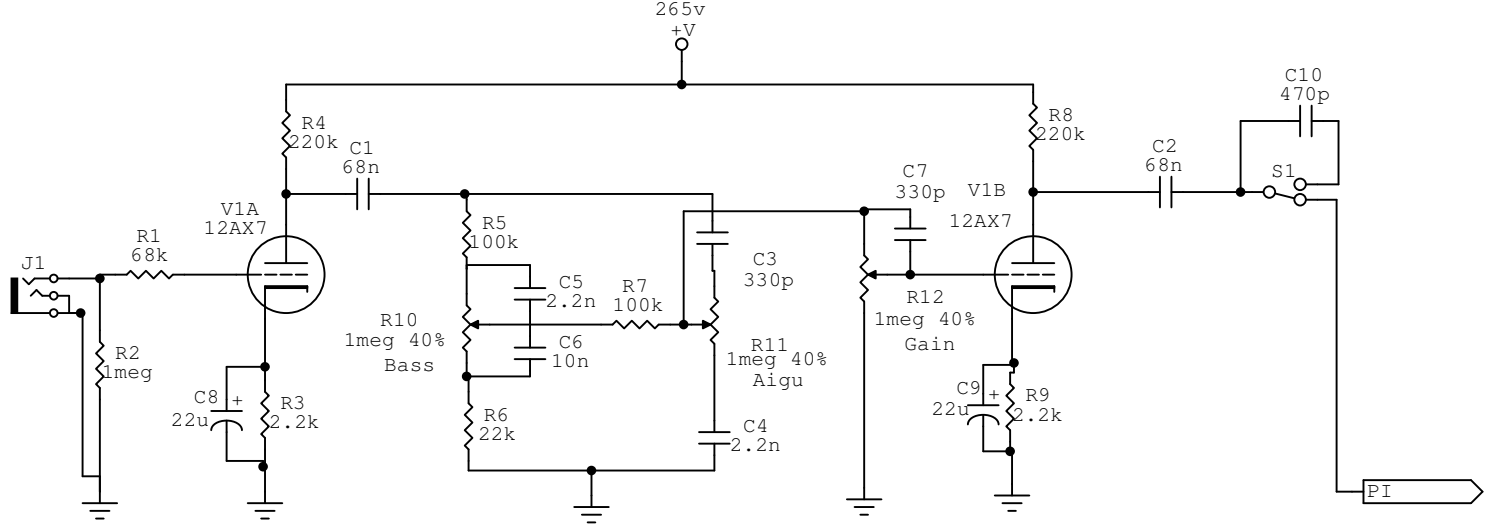 265v
+V
C10
470p
R4
220k
R8
220k
C1
68n
C2
68n
S1
C7
330p
V1B
12AX7
V1A
12AX7
R5
100k
R1
68k
J1
C3
330p
C5
2.2n
R7
100k
R12
1meg 40%
Gain
R10
1meg 40%
Bass
C6
10n
R2
1meg
R11
1meg 40%
Aigu
C8
+
22u
R3
2.2k
C9
+
22u
R9
2.2k
R6
22k
C4
2.2n
PI